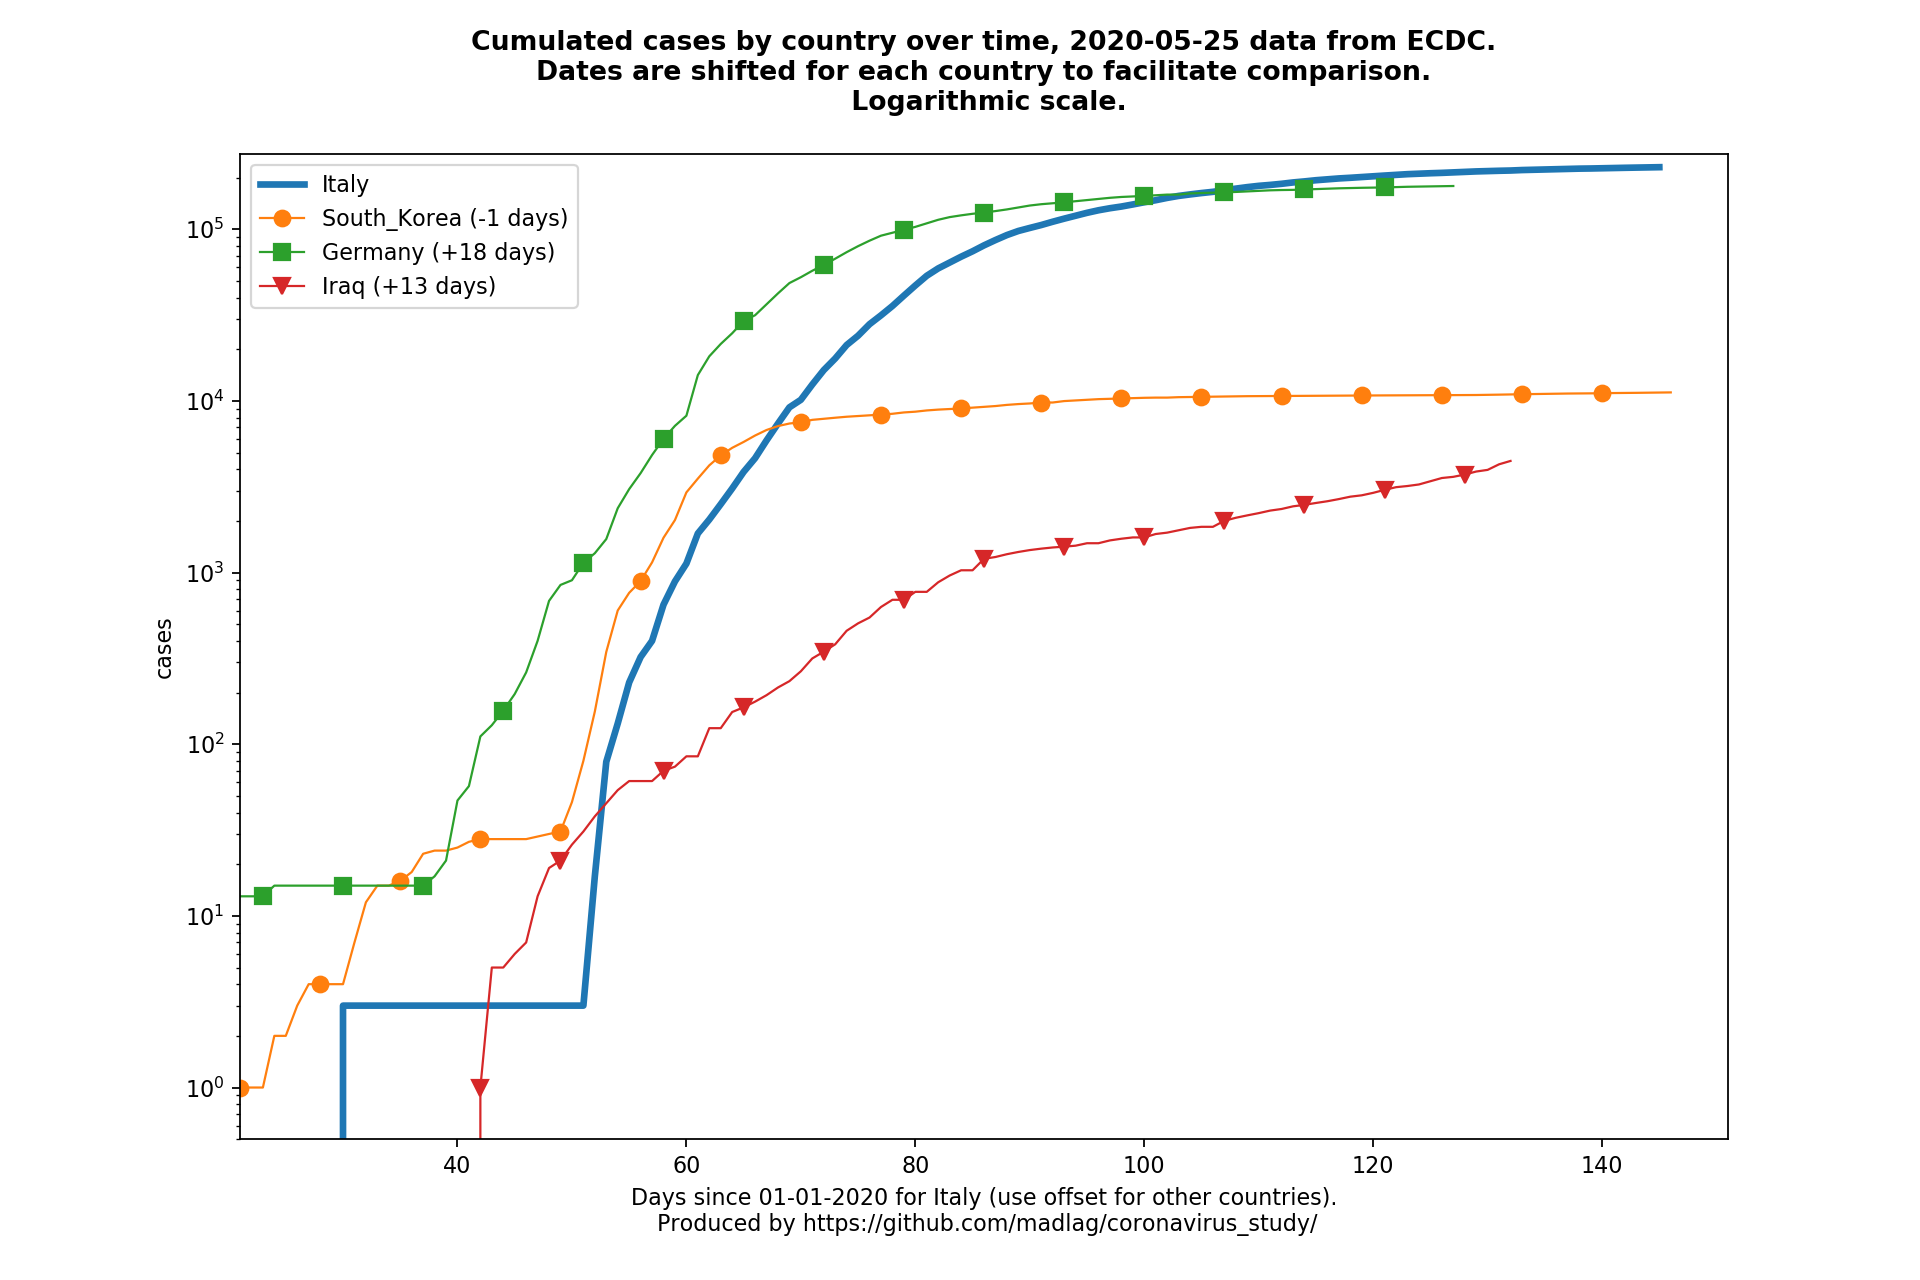 Cumulated cases by country over time, 2020-05-25 data from ECDC.
Dates are shifted for each country to facilitate comparison.
Logarithmic scale.
Italy
South_Korea (-1 days)
Germany (+18 days)
Iraq (+13 days)
10^5
10^4
10^3
10^2
10^1
10^0
cases
40 60 80 100 120 140
Days since 01-01-2020 for Italy (use offset for other countries).
Produced by https://github.com/madlag/coronavirus_study/